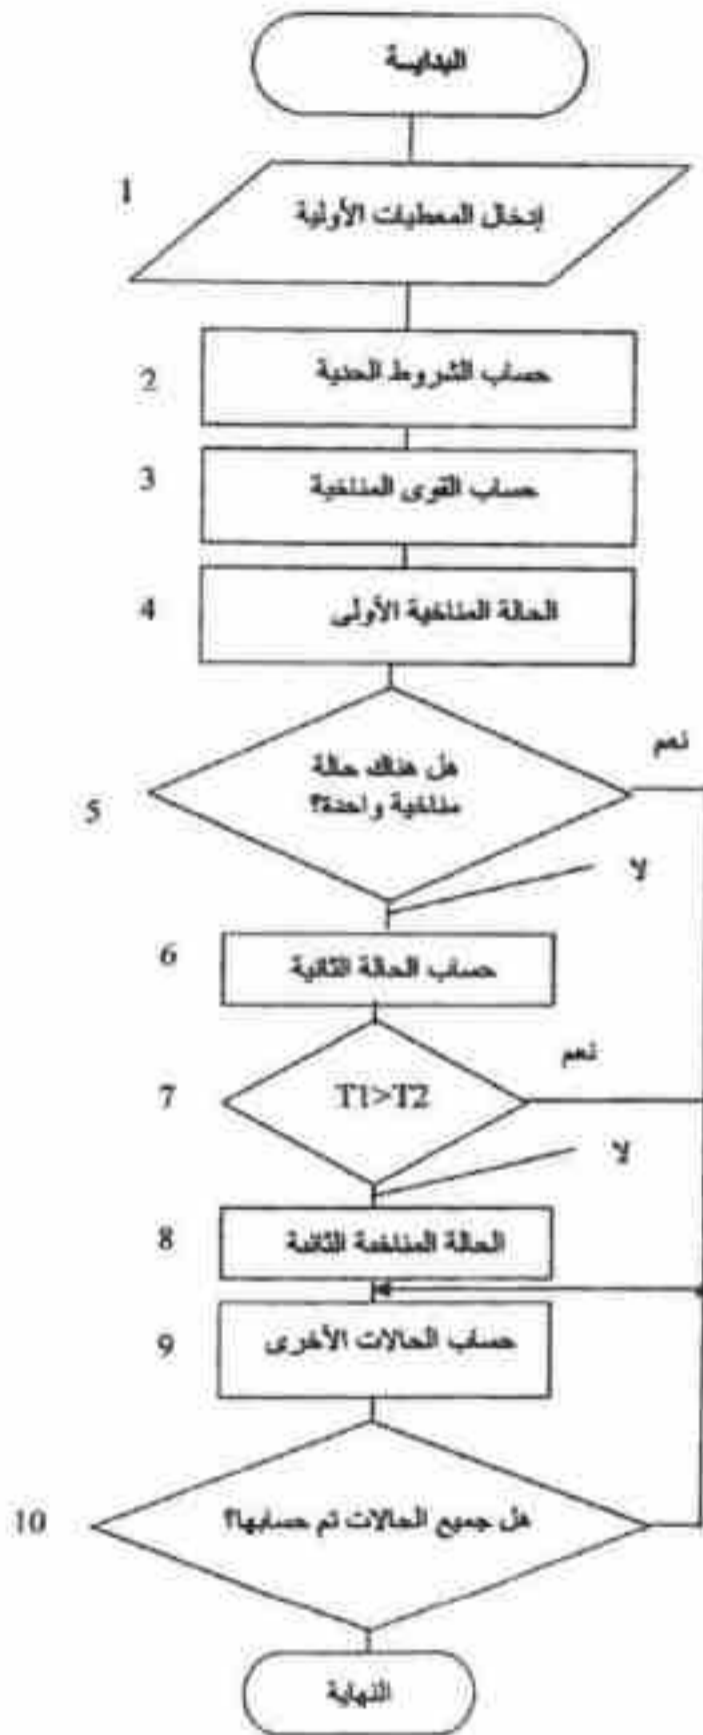 البداية
1
إدخال المعطيات الأولية
2
حساب الشروط الحدية
3
حساب القوى المناخية
4
الحالة المناخية الأولى
5
هل هناك حالة
مناخية واحدة؟
نعم
لا
6
حساب الحالة الثانية
7
T1>T2
نعم
لا
8
الحالة المناخية الثانية
9
حساب الحالات الأخرى
10
هل جميع الحالات تم حسابها؟
النهاية